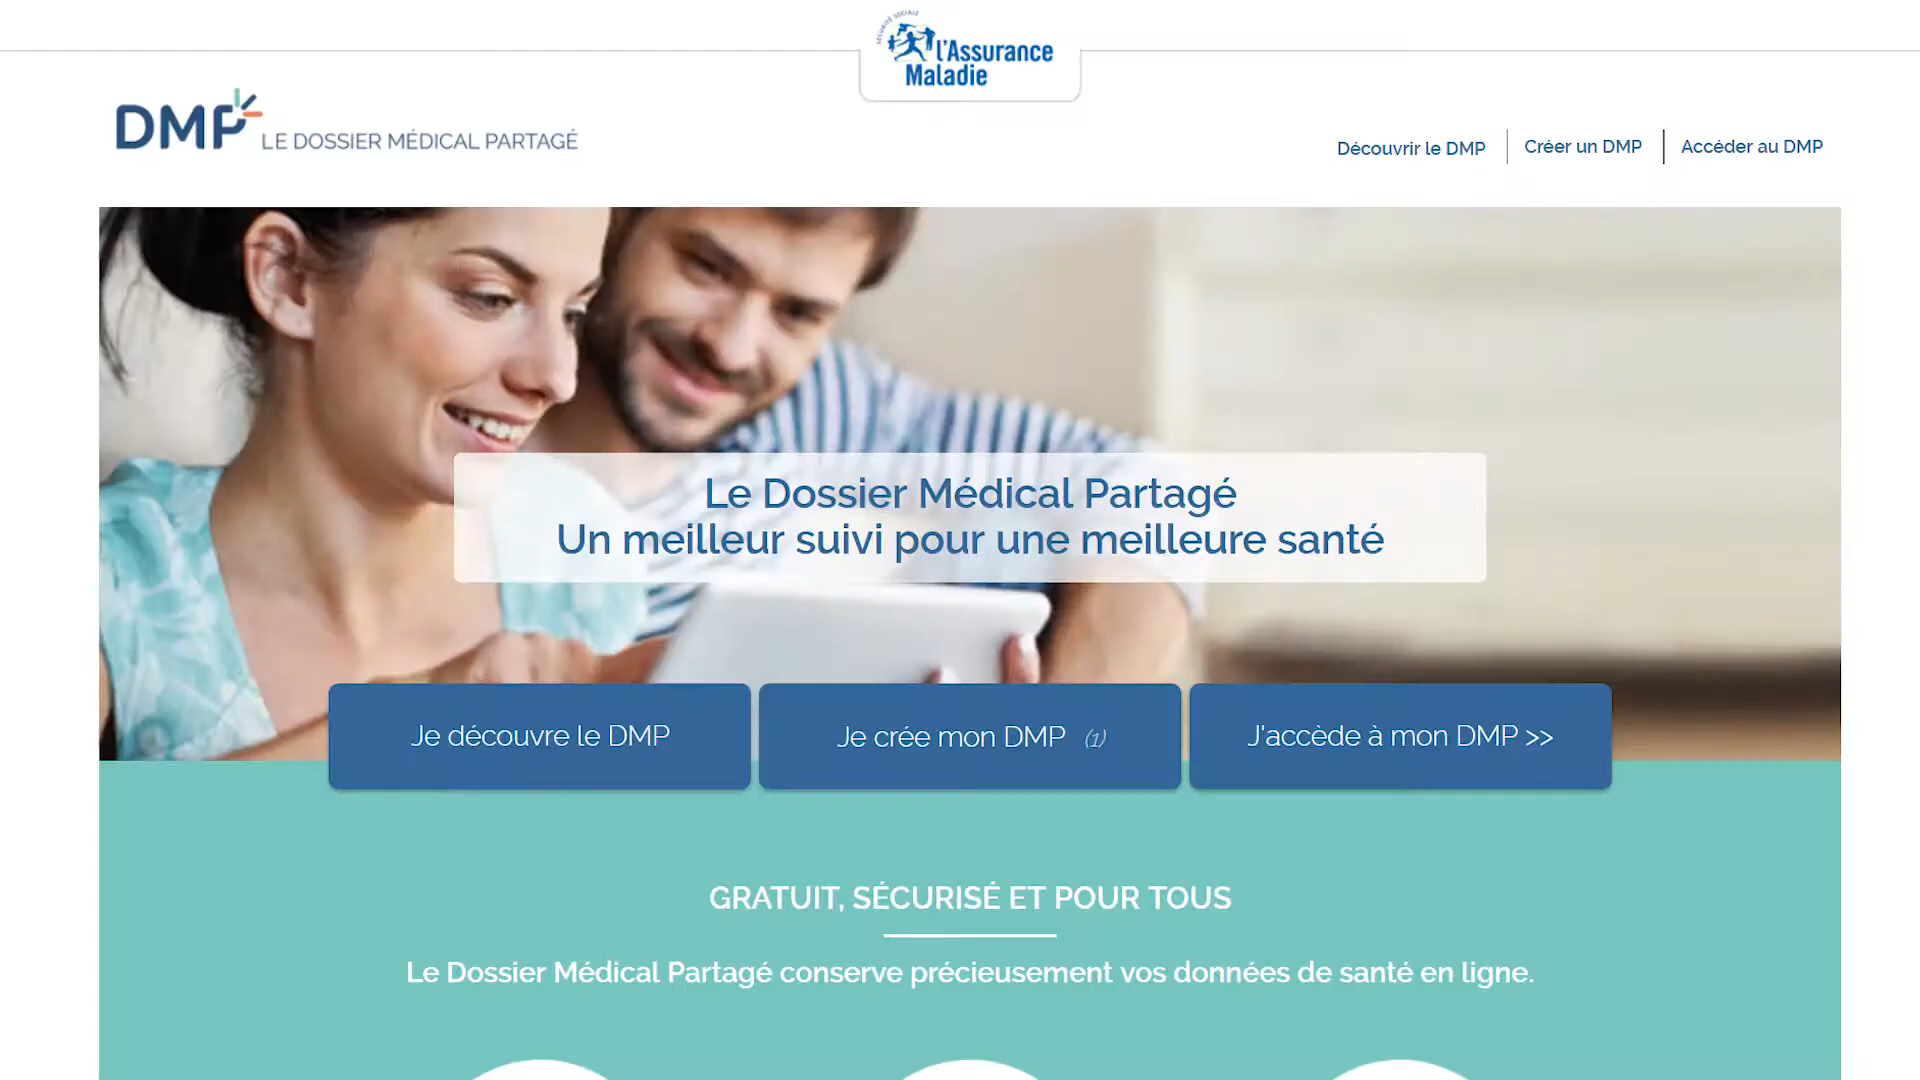 SÉCURITÉ SOCIALE
l'Assurance
Maladie
DMP LE DOSSIER MÉDICAL PARTAGÉ
Découvrir le DMP
Créer un DMP
Accéder au DMP
Le Dossier Médical Partagé
Un meilleur suivi pour une meilleure santé
Je découvre le DMP
Je crée mon DMP (1)
J'accède à mon DMP >>
GRATUIT, SÉCURISÉ ET POUR TOUS
Le Dossier Médical Partagé conserve précieusement vos données de santé en ligne.